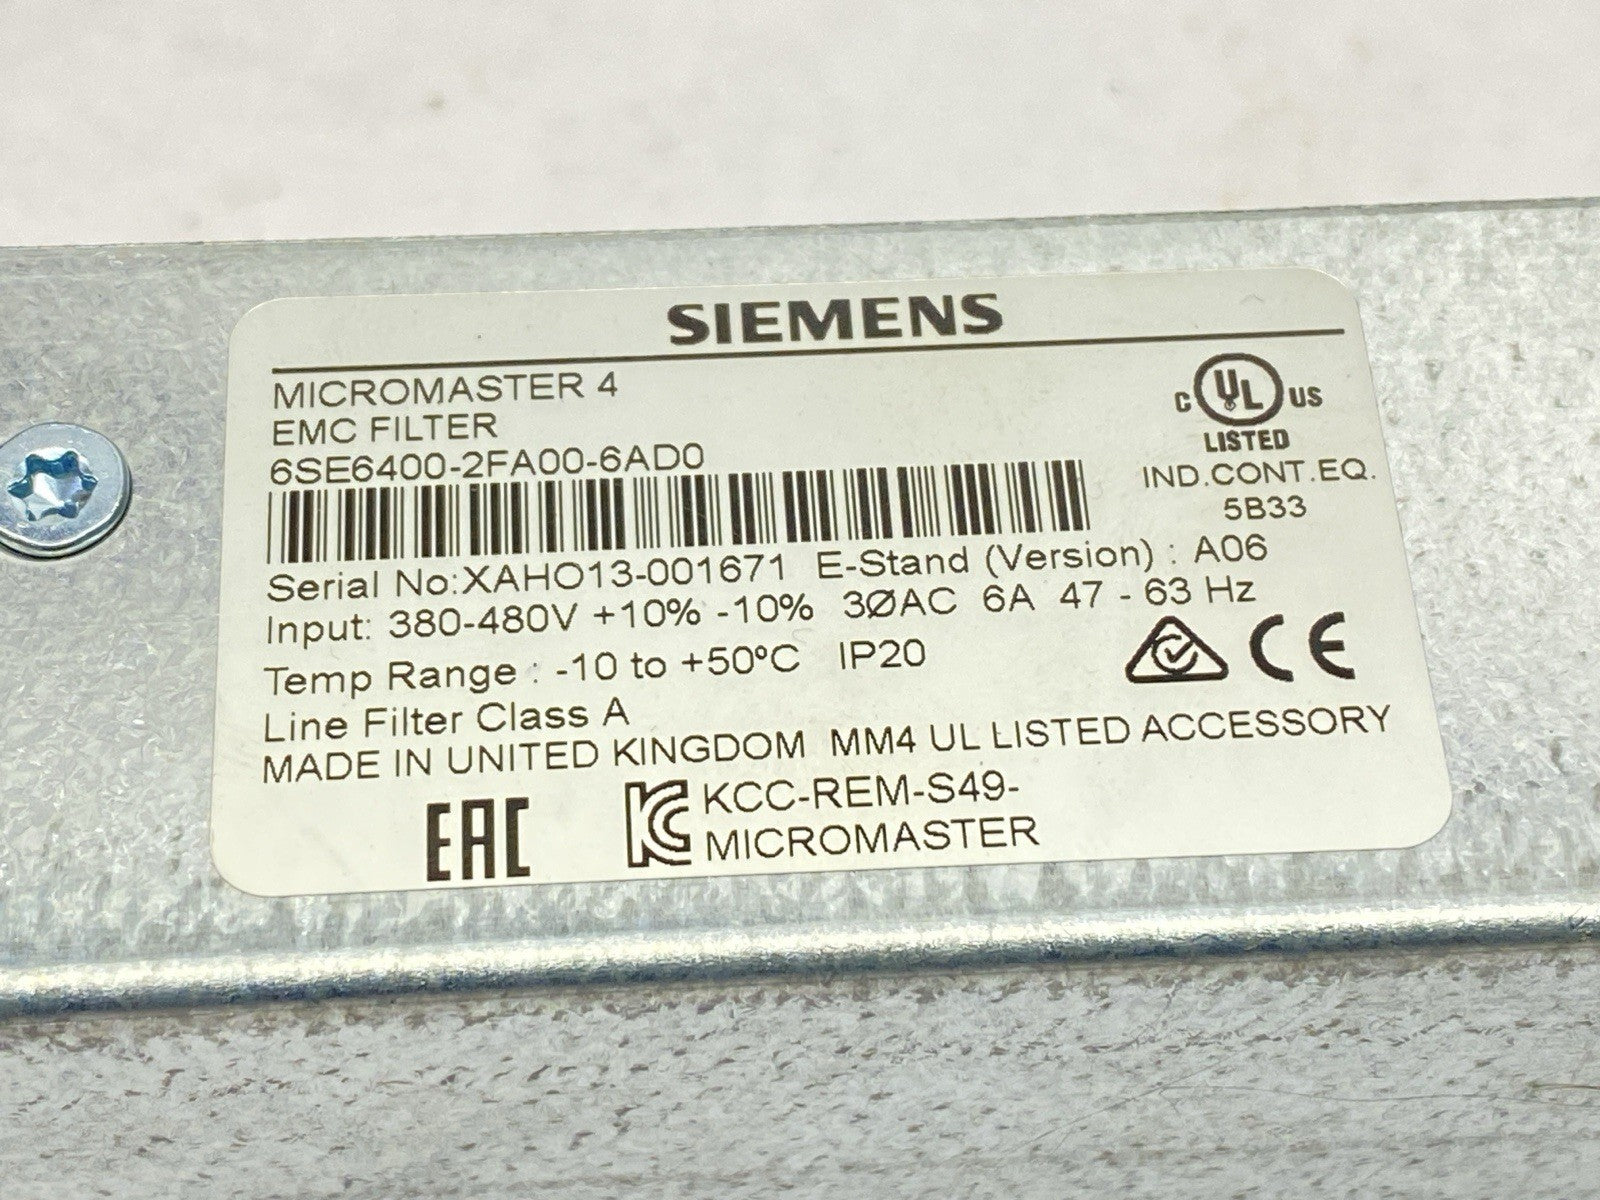 SIEMENS
MICROMASTER 4
EMC FILTER
6SE6400-2FA00-6AD0
C UL US
LISTED
IND.CONT.EQ.
5B33
Serial No:XAHO13-001671 E-Stand (Version) : A06
Input: 380-480V +10% -10% 3ØAC 6A 47 - 63 Hz
Temp Range : -10 to +50ºC IP20
CE
Line Filter Class A
MADE IN UNITED KINGDOM MM4 UL LISTED ACCESSORY
EAC
KC KCC-REM-S49-
MICROMASTER